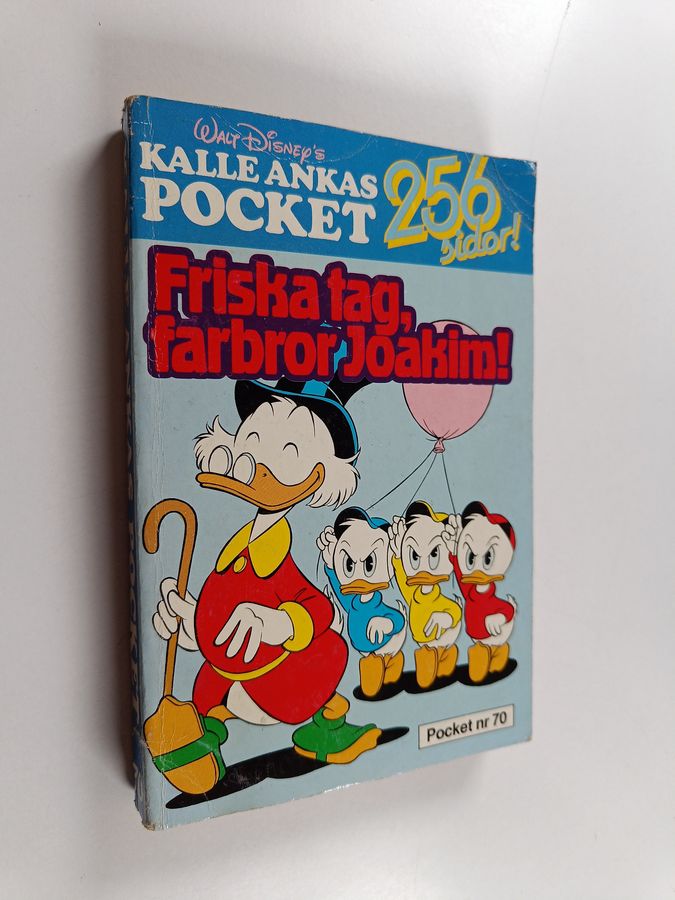 Walt Disney's
KALLE ANKAS
POCKET
256
sidor!
Friska tag,
farbror Joakim!
Pocket nr 70